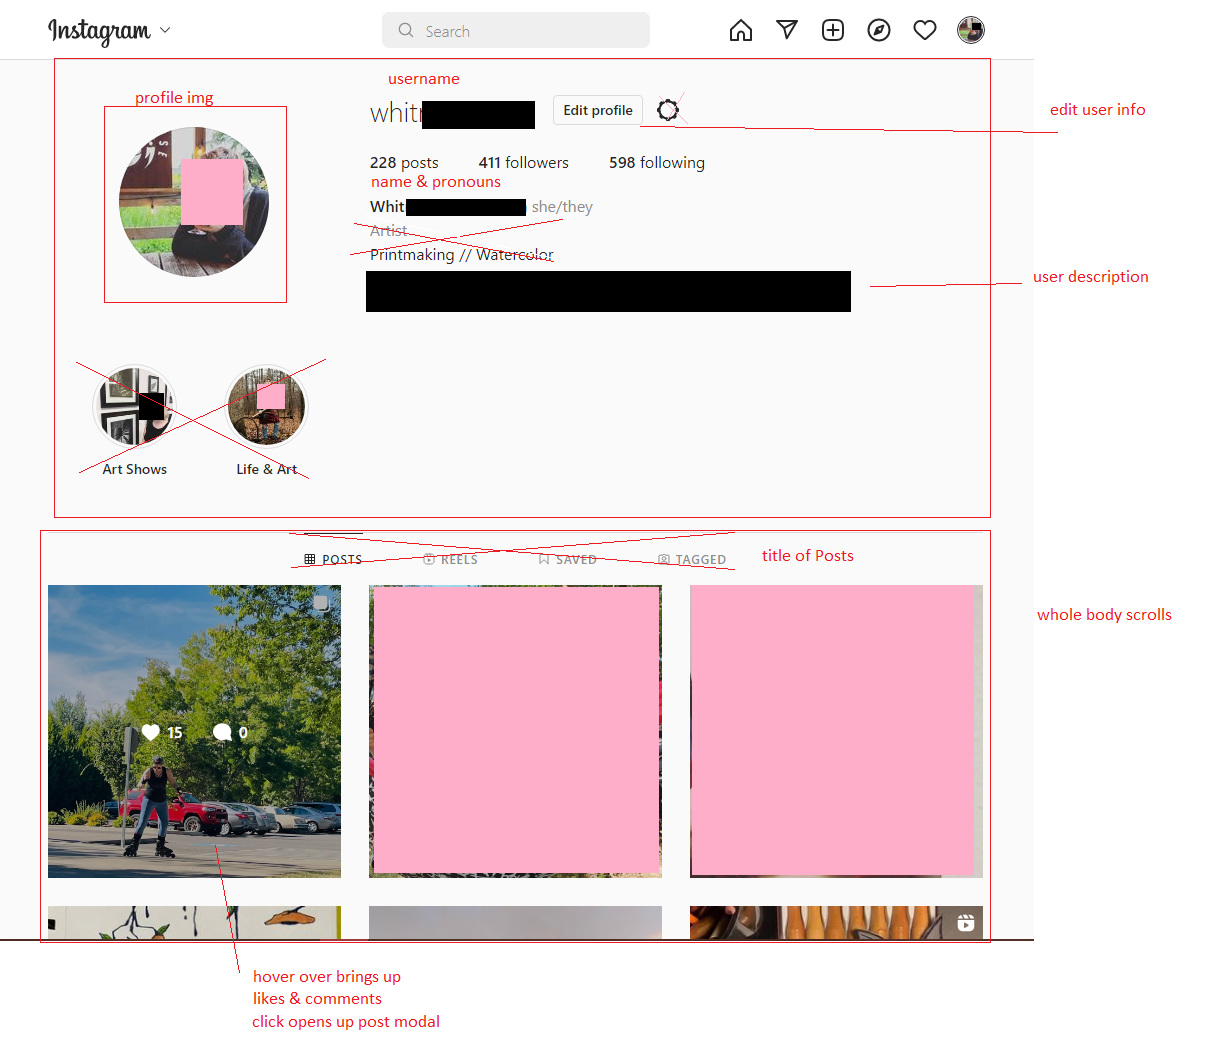 Instagram
Search
username
profile img
whitr
Edit profile
edit user info
228 posts 411 followers 598 following
name & pronouns
Whit she/they
Artist
Printmaking // Watercolor
user description
Art Shows Life & Art
POSTS REELS SAVED TAGGED title of Posts
whole body scrolls
15 0
hover over brings up
likes & comments
click opens up post modal